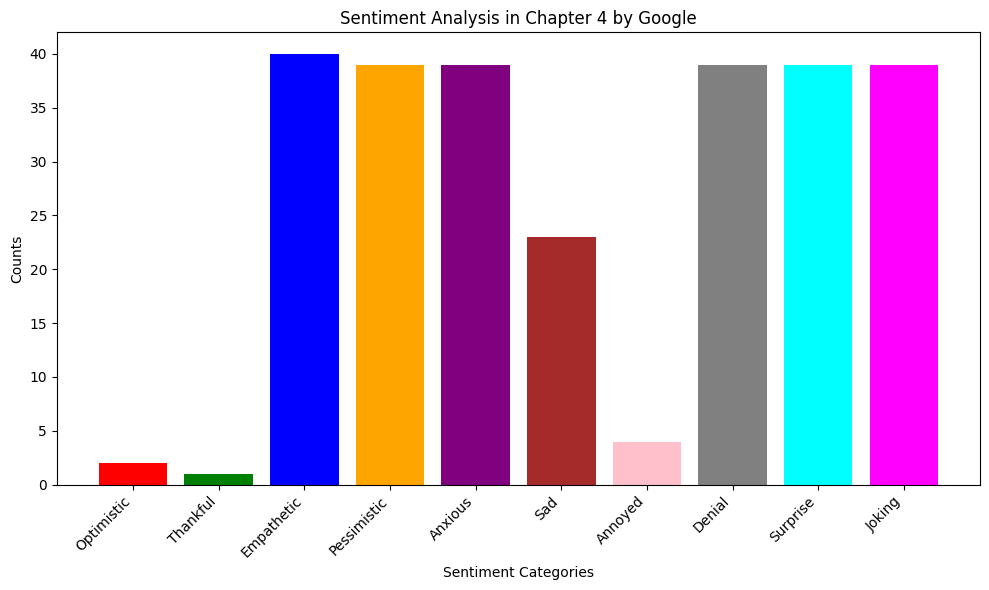 Sentiment Analysis in Chapter 4 by Google
Counts
40
35
30
25
20
15
10
5
0
Optimistic
Thankful
Empathetic
Pessimistic
Anxious
Sad
Annoyed
Denial
Surprise
Joking
Sentiment Categories